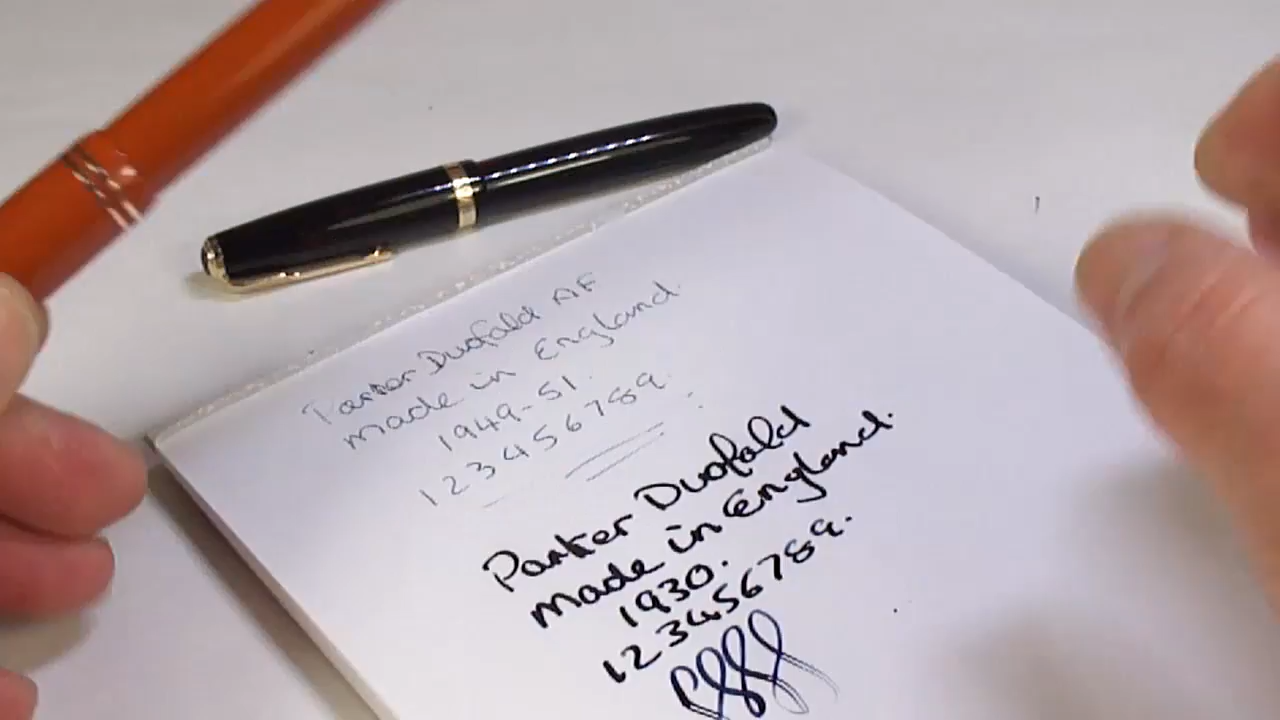 Parker Duofold AF
made in England.
1949-51.
123456789.
Parker Duofold
made in England.
1930.
123456789.